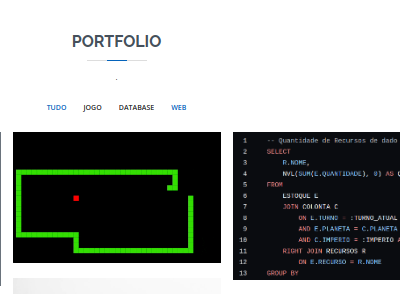 PORTFOLIO
.
TUDO JOGO DATABASE WEB
1 -- Quantidade de Recursos de dado
2 SELECT
3 R.NOME,
4 NVL(SUM(E.QUANTIDADE), 0) AS
5 FROM
6 ESTOQUE E
7 JOIN COLONIA C
8 ON E.TURNO = :TURNO_ATUAL
9 AND E.PLANETA = C.PLANETA
10 AND C.IMPERIO = :IMPERIO
11 RIGHT JOIN RECURSOS R
12 ON E.RECURSO = R.NOME
13 GROUP BY